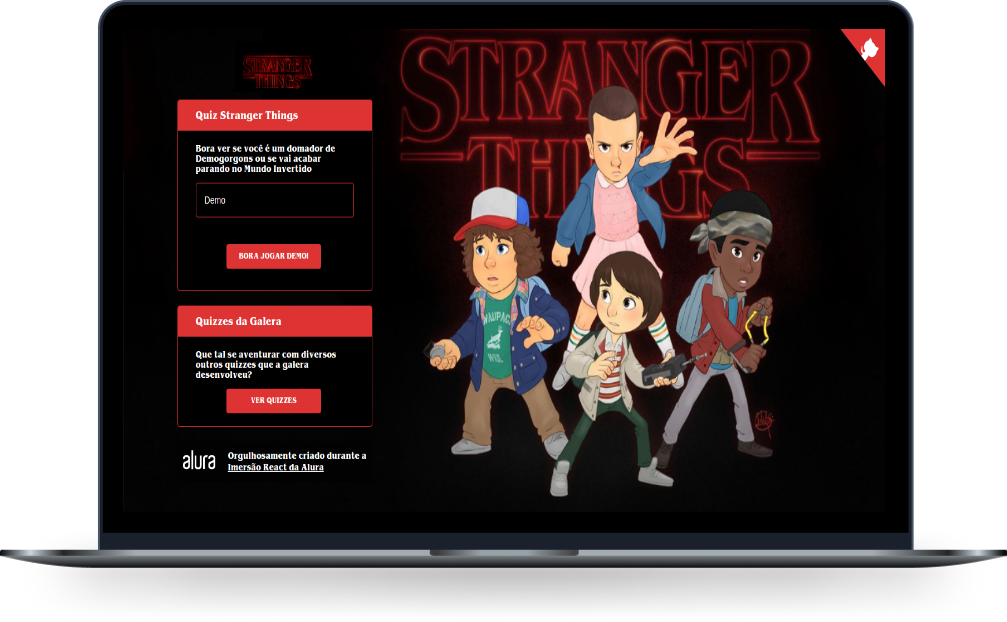 STRANGER
THINGS
Quiz Stranger Things
Bora ver se você é um domador de
Demogorgons ou se vai acabar
parando no Mundo Invertido
Demo
BORA JOGAR DEMO!
Quizzes da Galera
Que tal se aventurar com diversos
outros quizzes que a galera
desenvolveu?
VER QUIZZES
alura
Orgulhosamente criado durante a
Imersão React da Alura
STRANGER
THINGS
WAUPACA
WIS.